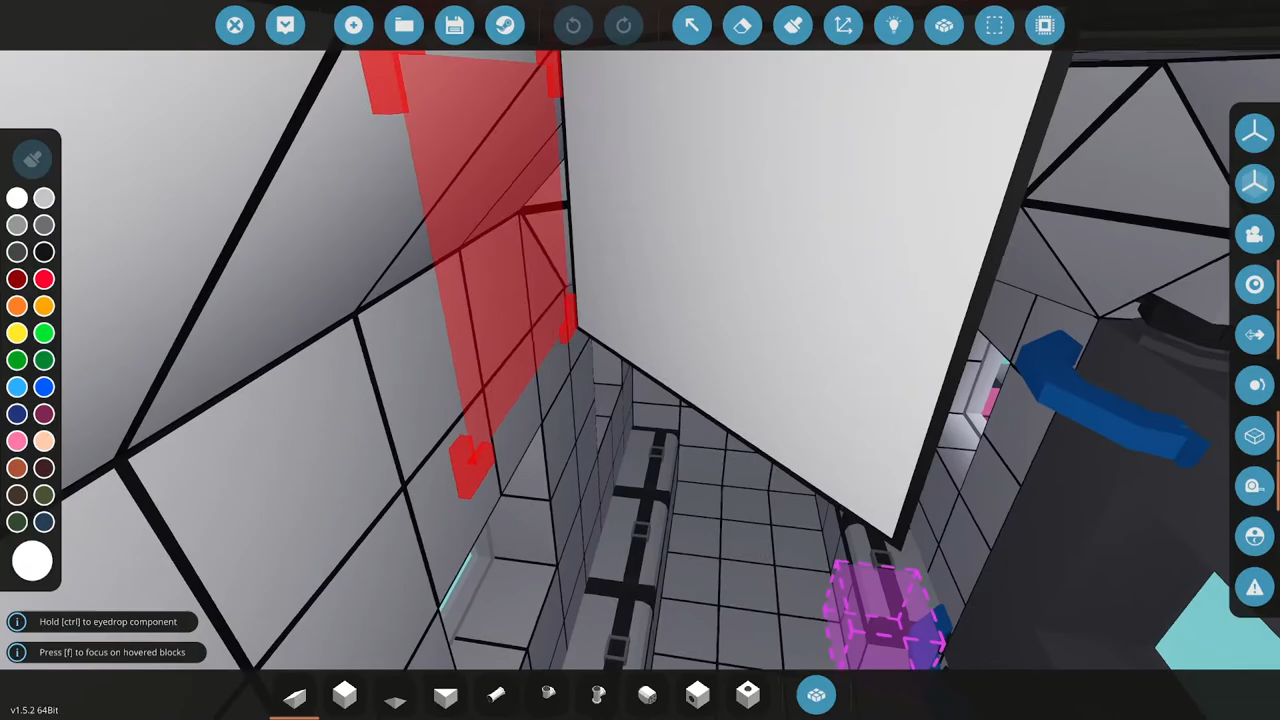 Hold [ctrl] to eyedrop component
Press [f] to focus on hovered blocks
v1.5.2 64Bit